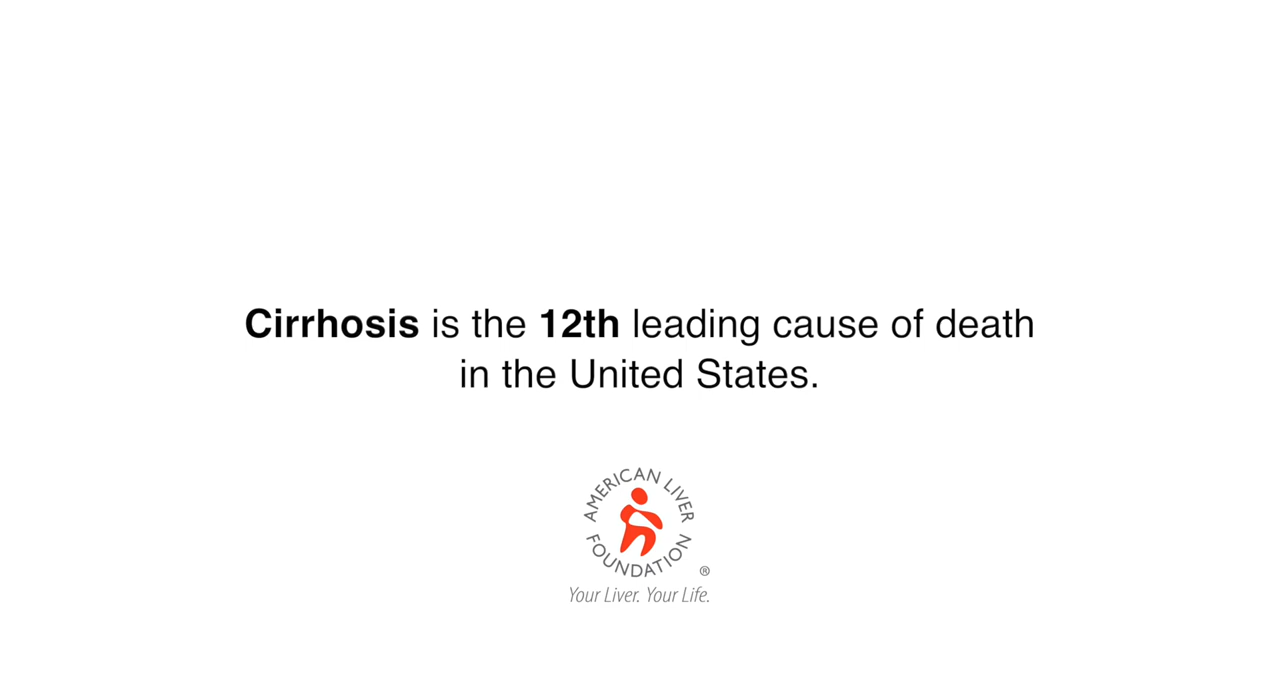 Cirrhosis is the 12th leading cause of death
in the United States.
AMERICAN LIVER
FOUNDATION
®
Your Liver. Your Life.